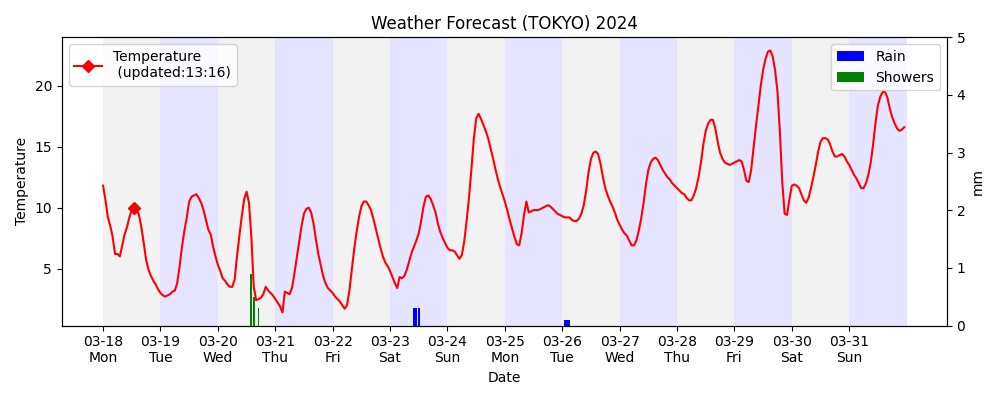 Weather Forecast (TOKYO) 2024
Temperature
(updated:13:16)
Rain
Showers
Temperature
20
15
10
5
5
4
3
2
1
0
mm
03-18 03-19 03-20 03-21 03-22 03-23 03-24 03-25 03-26 03-27 03-28 03-29 03-30 03-31
Mon Tue Wed Thu Fri Sat Sun Mon Tue Wed Thu Fri Sat Sun
Date